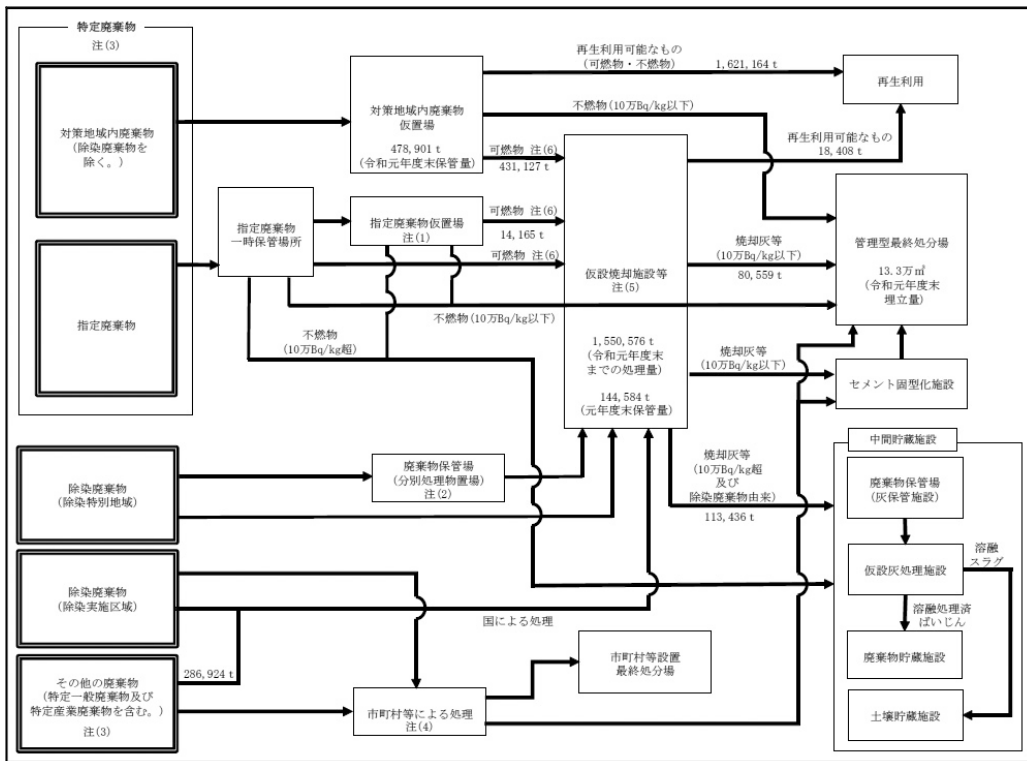 特定廃棄物
注(3)
対策地域内廃棄物
(除染廃棄物を
除く。)
指定廃棄物
対策地域内廃棄物
仮置場
478,901 t
(令和元年度末保管量)
指定廃棄物
一時保管場所
指定廃棄物仮置場
注(1)
再生利用可能なもの
(可燃物・不燃物)
1,621,164 t
再生利用
不燃物(10万Bq/kg以下)
可燃物 注(6)
431,127 t
再生利用可能なもの
18,408 t
可燃物 注(6)
14,165 t
可燃物 注(6)
仮設焼却施設等
注(5)
1,550,576 t
(令和元年度末
までの処理量)
144,584 t
(元年度末保管量)
焼却灰等
(10万Bq/kg以下)
80,559 t
管理型最終処分場
13.3万㎥
(令和元年度末
埋立量)
不燃物
(10万Bq/kg超)
不燃物(10万Bq/kg以下)
焼却灰等
(10万Bq/kg以下)
セメント固型化施設
除染廃棄物
(除染特別地域)
廃棄物保管場
(分別処理物置場)
注(2)
焼却灰等
(10万Bq/kg超
及び
除染廃棄物由来)
113,436 t
中間貯蔵施設
廃棄物保管場
(灰保管施設)
仮設灰処理施設
溶融
スラグ
溶融処理済
ばいじん
廃棄物貯蔵施設
土壌貯蔵施設
除染廃棄物
(除染実施区域)
国による処理
286,924 t
その他の廃棄物
(特定一般廃棄物及び
特定産業廃棄物を含む。)
注(3)
市町村等による処理
注(4)
市町村等設置
最終処分場